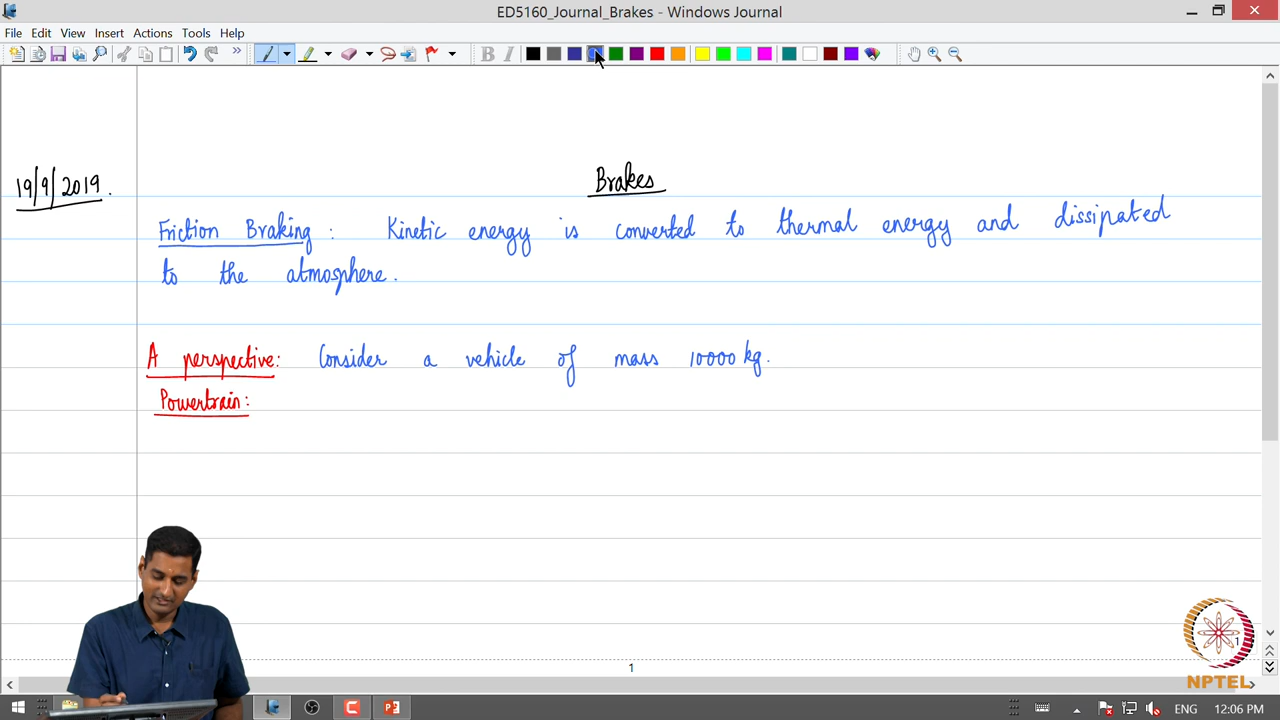 ED5160_Journal_Brakes - Windows Journal
File Edit View Insert Actions Tools Help
B I
19/9/2019.
Brakes
Friction Braking : Kinetic energy is converted to thermal energy and dissipated
to the atmosphere.
A perspective: Consider a vehicle of mass 10000 kg.
Powertrain:
1
1
NPTEL
ENG 12:06 PM